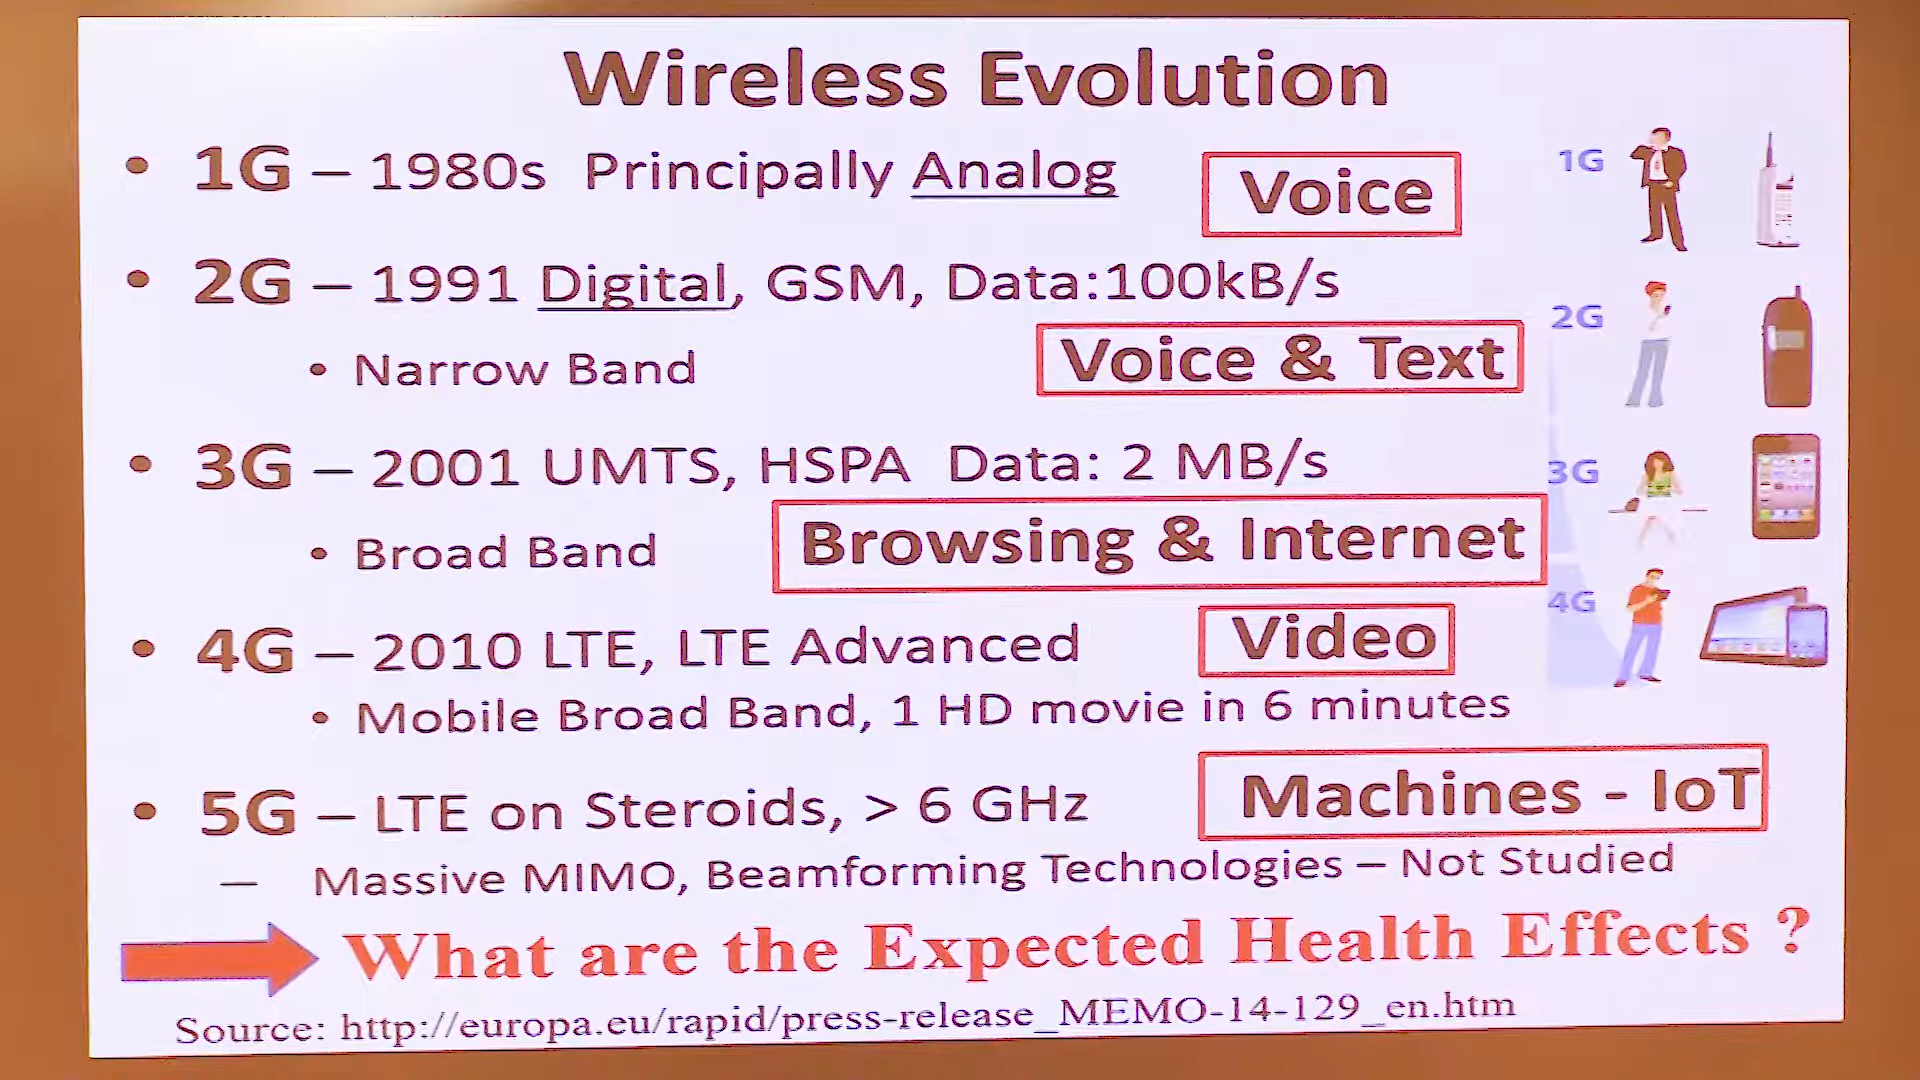 Wireless Evolution
• 1G – 1980s Principally Analog
Voice
1G
• 2G – 1991 Digital, GSM, Data:100kB/s
2G
• Narrow Band
Voice & Text
• 3G – 2001 UMTS, HSPA Data: 2 MB/s
3G
• Broad Band
Browsing & Internet
• 4G – 2010 LTE, LTE Advanced
Video
4G
• Mobile Broad Band, 1 HD movie in 6 minutes
• 5G – LTE on Steroids, > 6 GHz
Machines - IoT
– Massive MIMO, Beamforming Technologies – Not Studied
What are the Expected Health Effects ?
Source: http://europa.eu/rapid/press-release_MEMO-14-129_en.htm